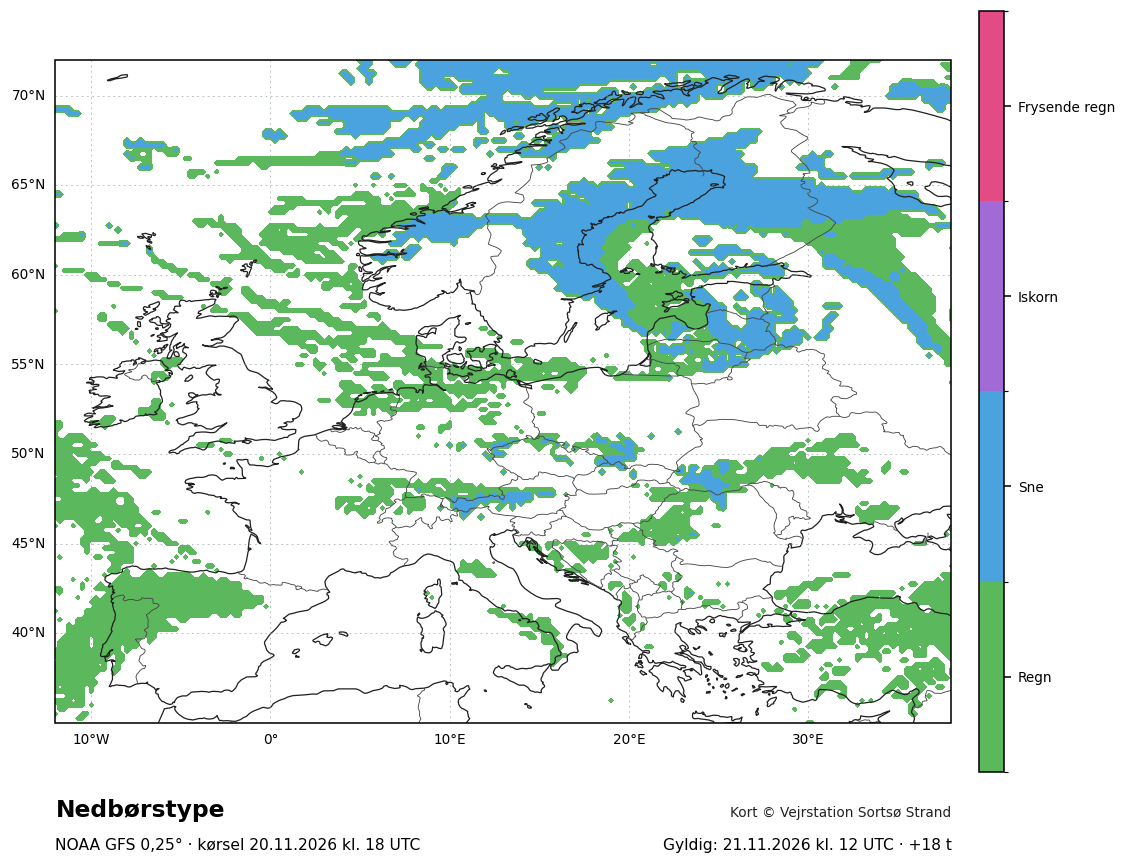 70°N
65°N
60°N
55°N
50°N
45°N
40°N
10°W
0°
10°E
20°E
30°E
Frysende regn
Iskorn
Sne
Regn
Nedbørstype
Kort © Vejrstation Sortsø Strand
NOAA GFS 0,25° · kørsel 20.11.2026 kl. 18 UTC
Gyldig: 21.11.2026 kl. 12 UTC · +18 t